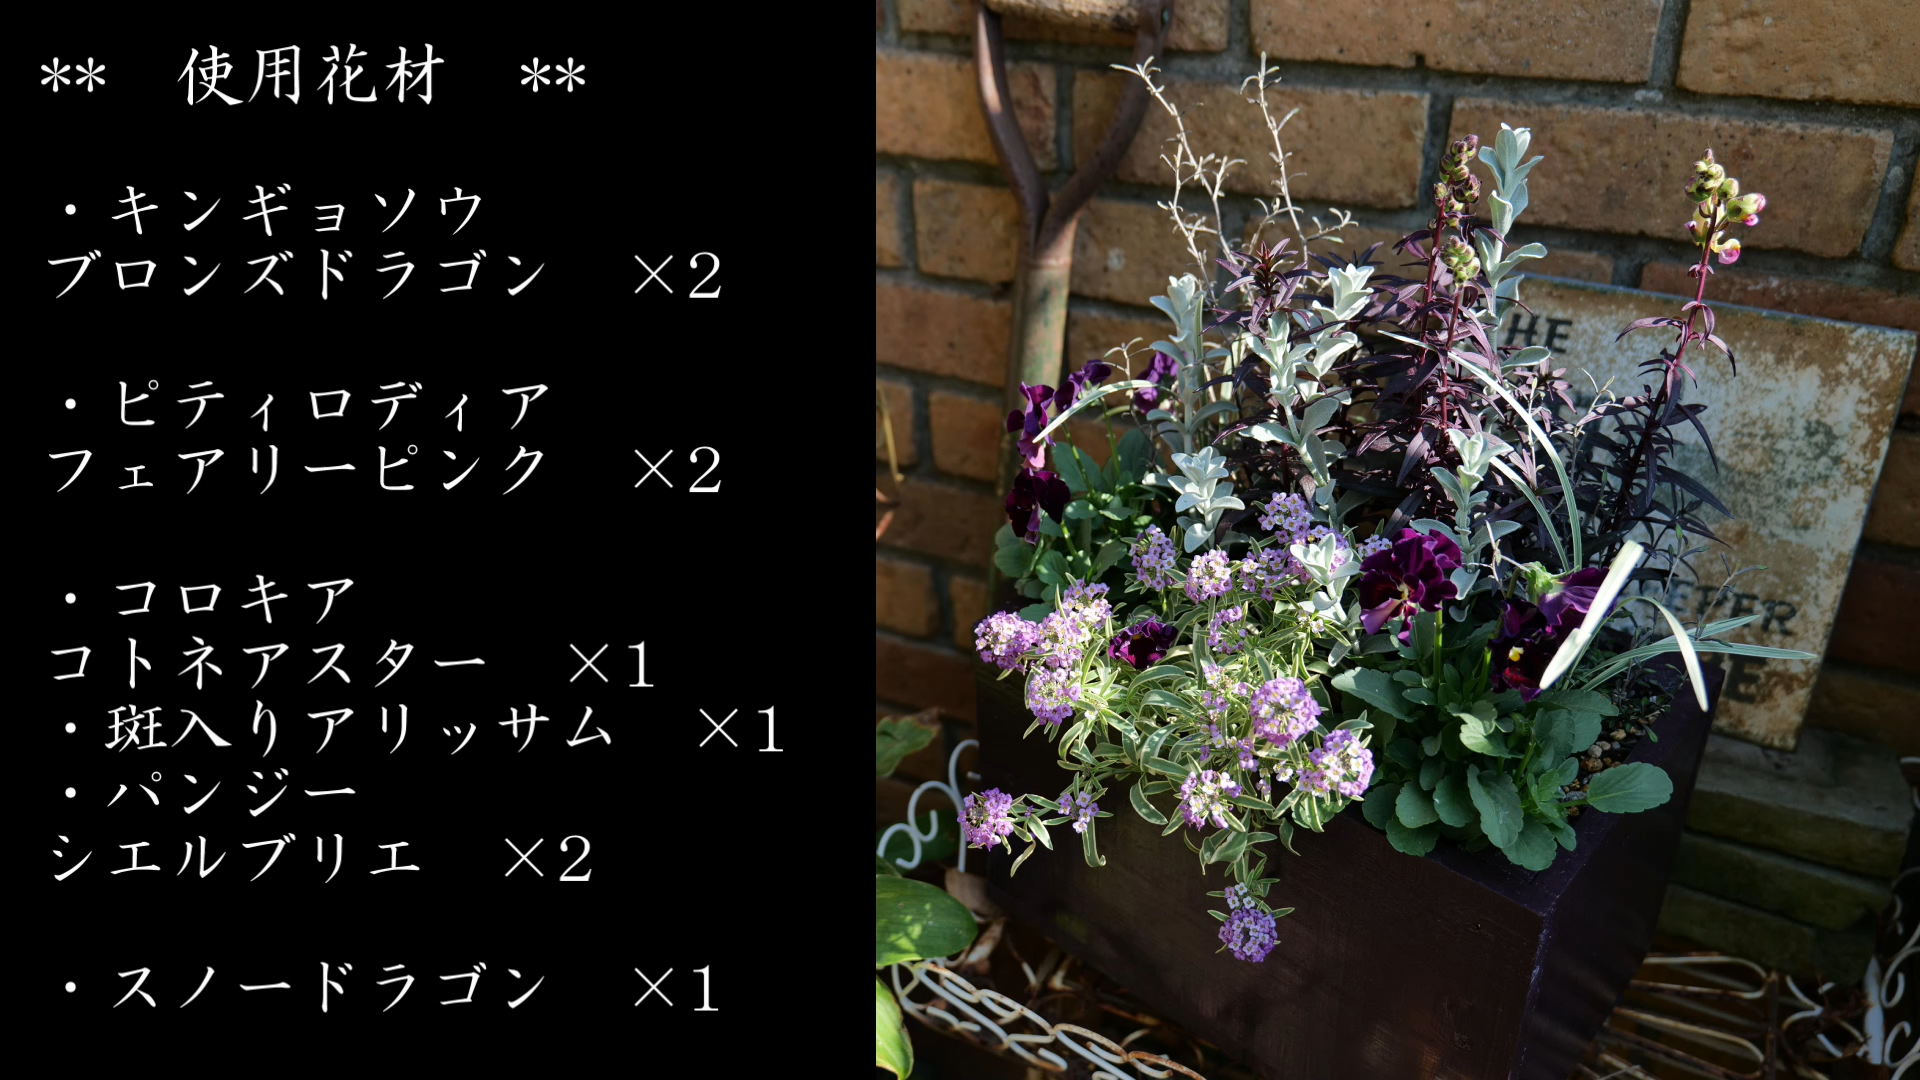 ** 使用花材 **
・キンギョソウ
ブロンズドラゴン ×2
・ピティロディア
フェアリーピンク ×2
・コロキア
コトネアスター ×1
・斑入りアリッサム ×1
・パンジー
シエルブリエ ×2
・スノードラゴン ×1
HE